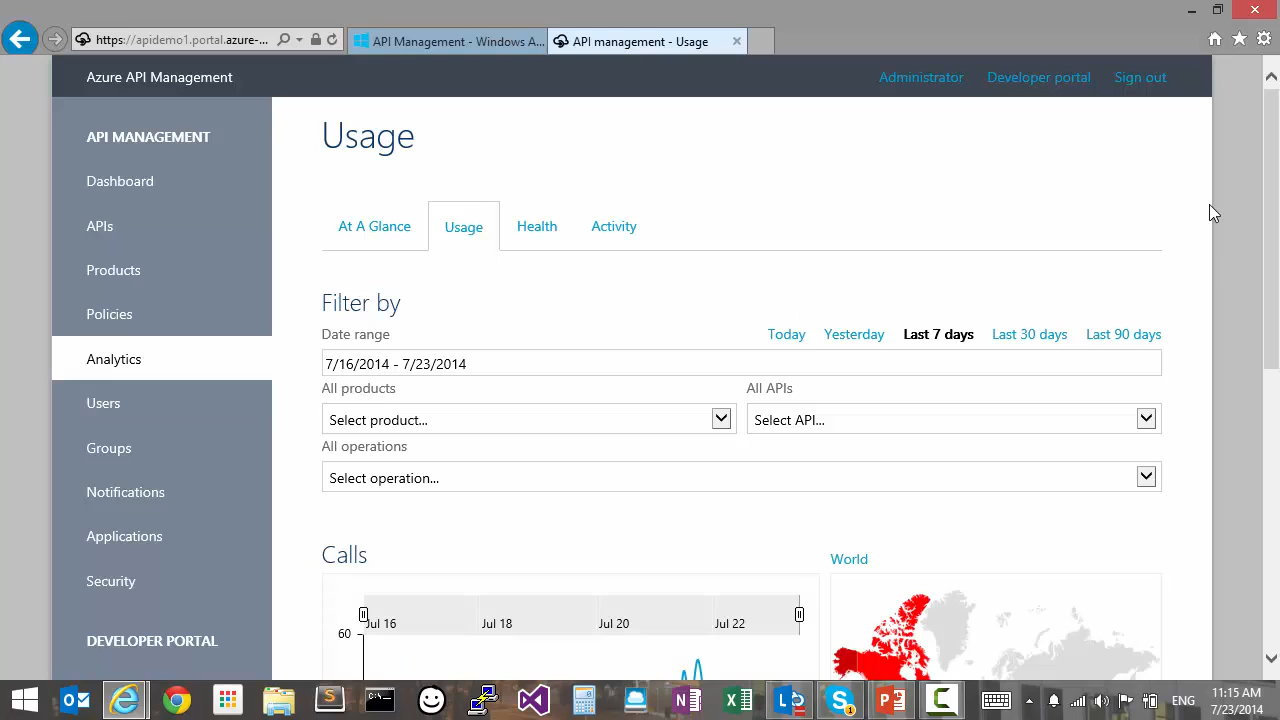 https://apidemo1.portal.azure-...
API Management - Windows A...
API management - Usage
Azure API Management
Administrator
Developer portal
Sign out
API MANAGEMENT
Dashboard
APIs
Products
Policies
Analytics
Users
Groups
Notifications
Applications
Security
DEVELOPER PORTAL
Usage
At A Glance
Usage
Health
Activity
Filter by
Date range
Today
Yesterday
Last 7 days
Last 30 days
Last 90 days
7/16/2014 - 7/23/2014
All products
All APIs
Select product...
Select API...
All operations
Select operation...
Calls
World
Jul 16
Jul 18
Jul 20
Jul 22
60
ENG
11:15 AM
7/23/2014